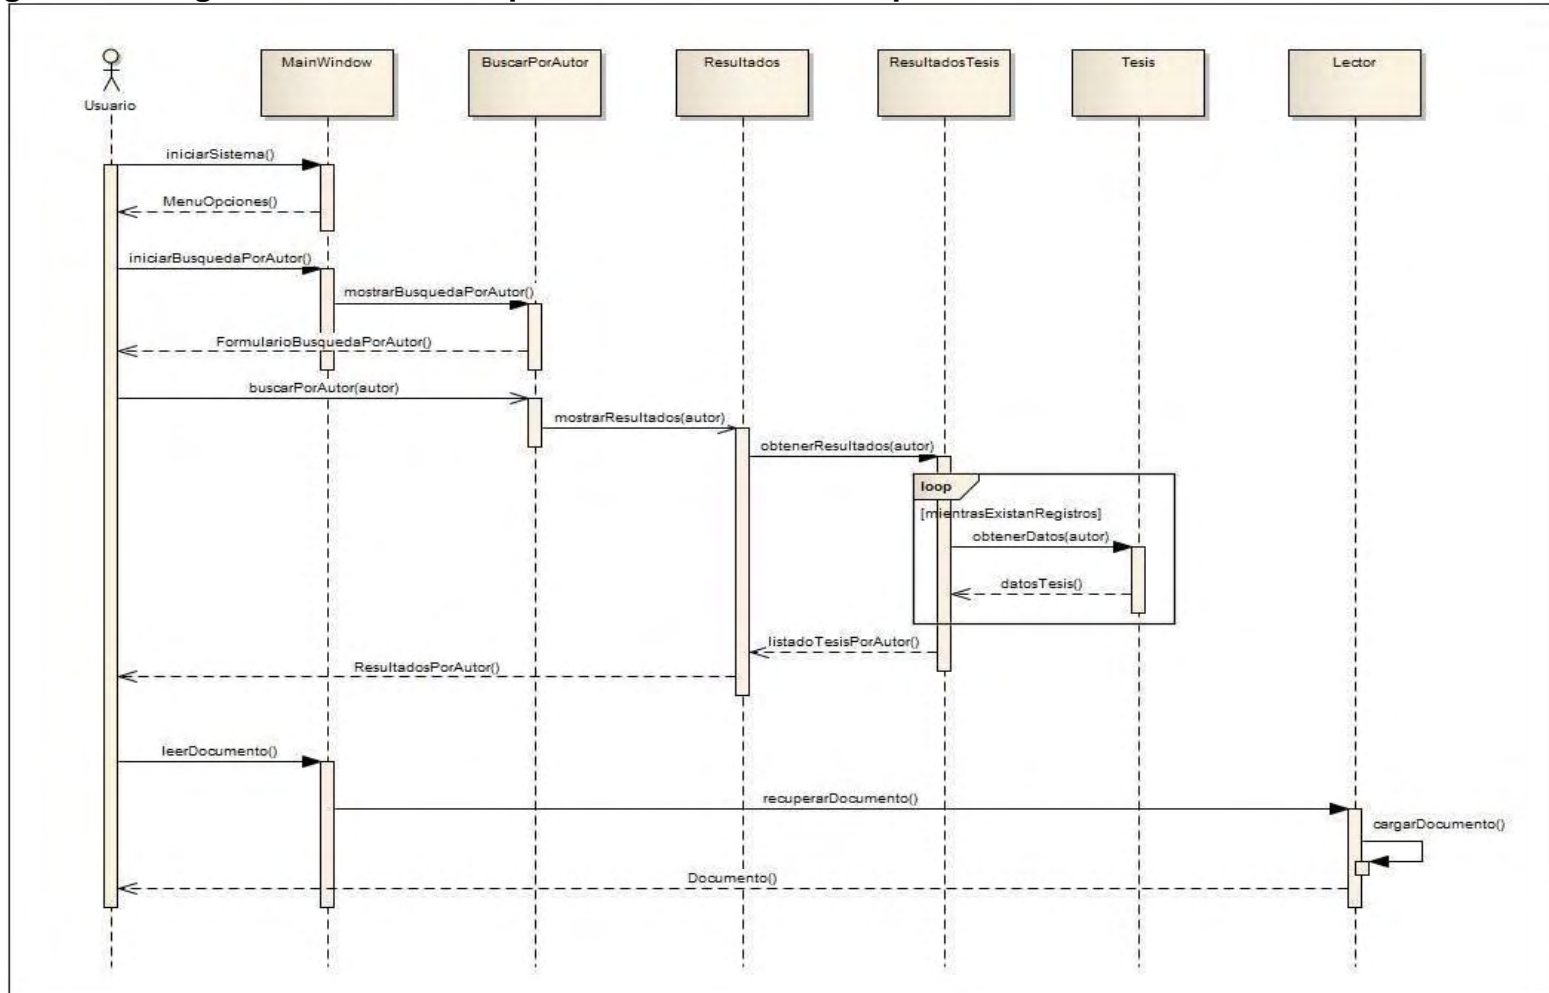 Usuario
MainWindow
BuscarPorAutor
Resultados
ResultadosTesis
Tesis
Lector
iniciarSistema()
MenuOpciones()
iniciarBusquedaPorAutor()
mostrarBusquedaPorAutor()
FormularioBusquedaPorAutor()
buscarPorAutor(autor)
mostrarResultados(autor)
obtenerResultados(autor)
loop
[mientrasExistanRegistros]
obtenerDatos(autor)
datosTesis()
listadoTesisPorAutor()
ResultadosPorAutor()
leerDocumento()
recuperarDocumento()
cargarDocumento()
Documento()